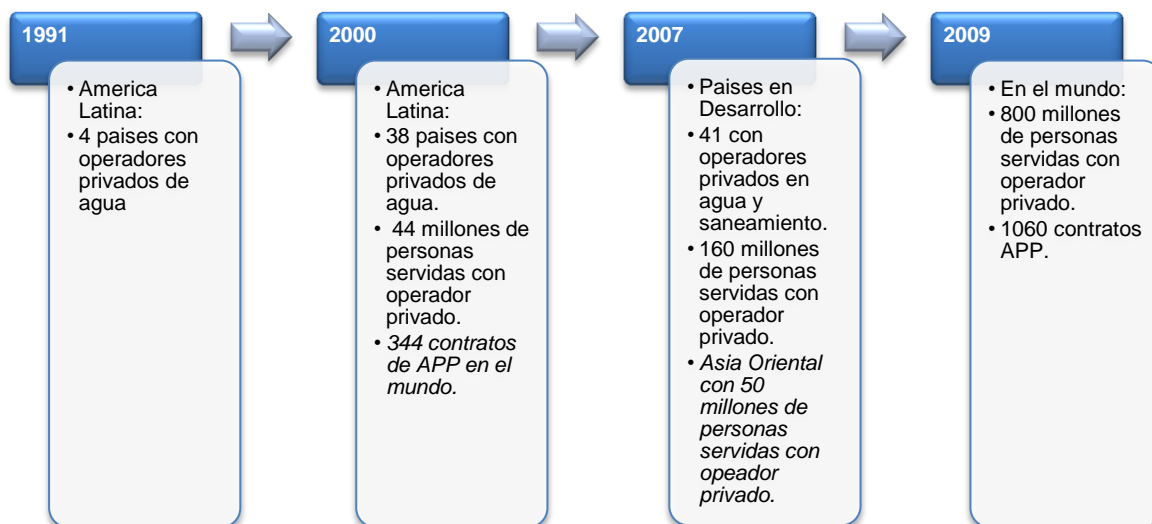 1991
• America
Latina:
• 4 paises con
operadores
privados de
agua
2000
• America
Latina:
• 38 paises con
operadores
privados de
agua.
• 44 millones de
personas
servidas con
operador
privado.
• 344 contratos
de APP en el
mundo.
2007
• Paises en
Desarrollo:
• 41 con
operadores
privados en
agua y
saneamiento.
• 160 millones
de personas
servidas con
operador
privado.
• Asia Oriental
con 50
millones de
personas
servidas con
opeador
privado.
2009
• En el mundo:
• 800 millones
de personas
servidas con
operador
privado.
• 1060 contratos
APP.